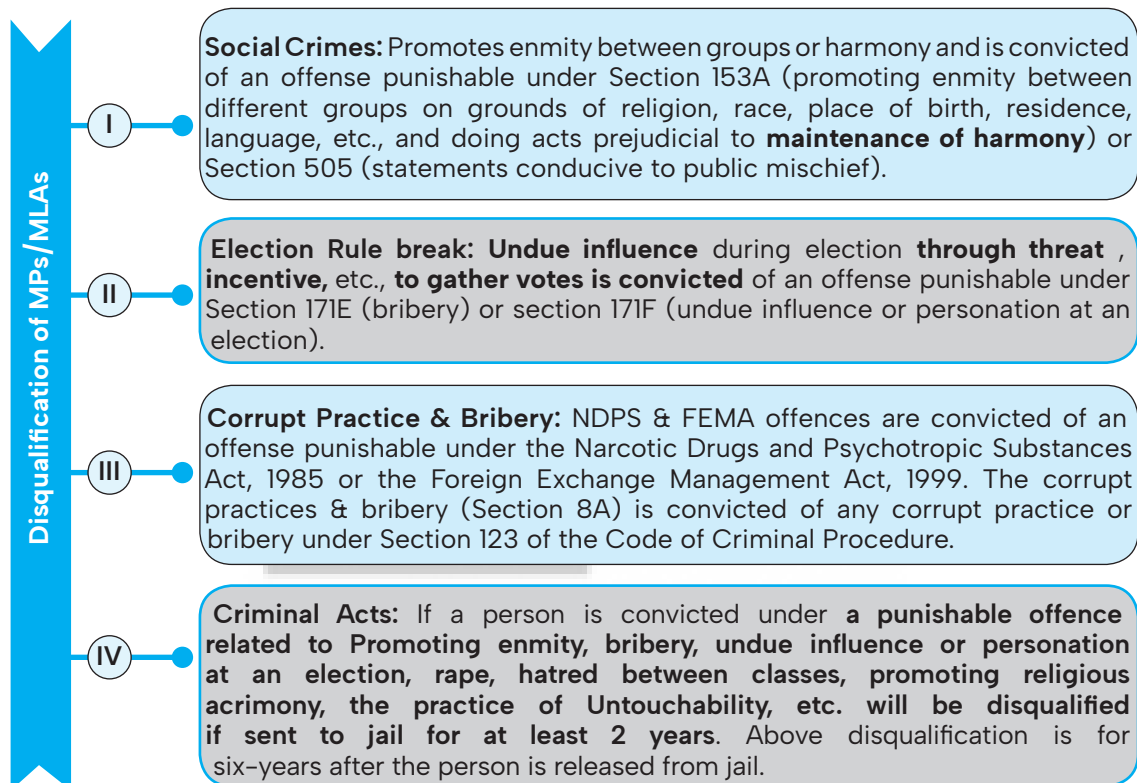 Disqualification of MPs/MLAs
I
Social Crimes: Promotes enmity between groups or harmony and is convicted
of an offense punishable under Section 153A (promoting enmity between
different groups on grounds of religion, race, place of birth, residence,
language, etc., and doing acts prejudicial to maintenance of harmony) or
Section 505 (statements conducive to public mischief).
II
Election Rule break: Undue influence during election through threat ,
incentive, etc., to gather votes is convicted of an offense punishable under
Section 171E (bribery) or section 171F (undue influence or personation at an
election).
III
Corrupt Practice & Bribery: NDPS & FEMA offences are convicted of an
offense punishable under the Narcotic Drugs and Psychotropic Substances
Act, 1985 or the Foreign Exchange Management Act, 1999. The corrupt
practices & bribery (Section 8A) is convicted of any corrupt practice or
bribery under Section 123 of the Code of Criminal Procedure.
IV
Criminal Acts: If a person is convicted under a punishable offence
related to Promoting enmity, bribery, undue influence or personation
at an election, rape, hatred between classes, promoting religious
acrimony, the practice of Untouchability, etc. will be disqualified
if sent to jail for at least 2 years. Above disqualification is for
six-years after the person is released from jail.